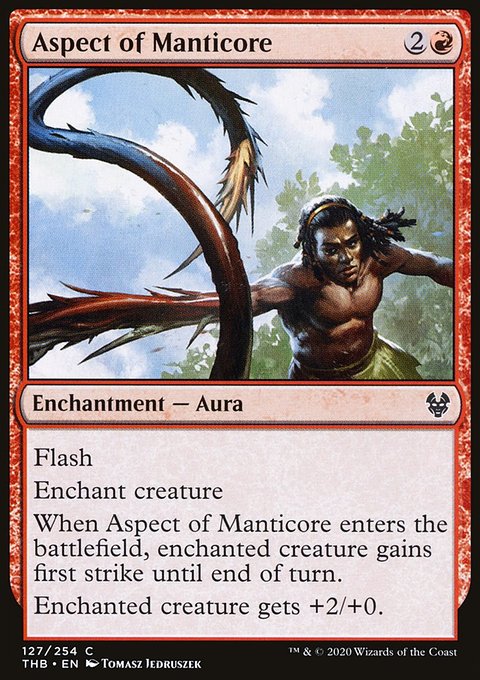 Aspect of Manticore 2
Enchantment — Aura
Flash
Enchant creature
When Aspect of Manticore enters the
battlefield, enchanted creature gains
first strike until end of turn.
Enchanted creature gets +2/+0.
127/254 C
THB • EN Tomasz Jedruszek
™ & © 2020 Wizards of the Coast